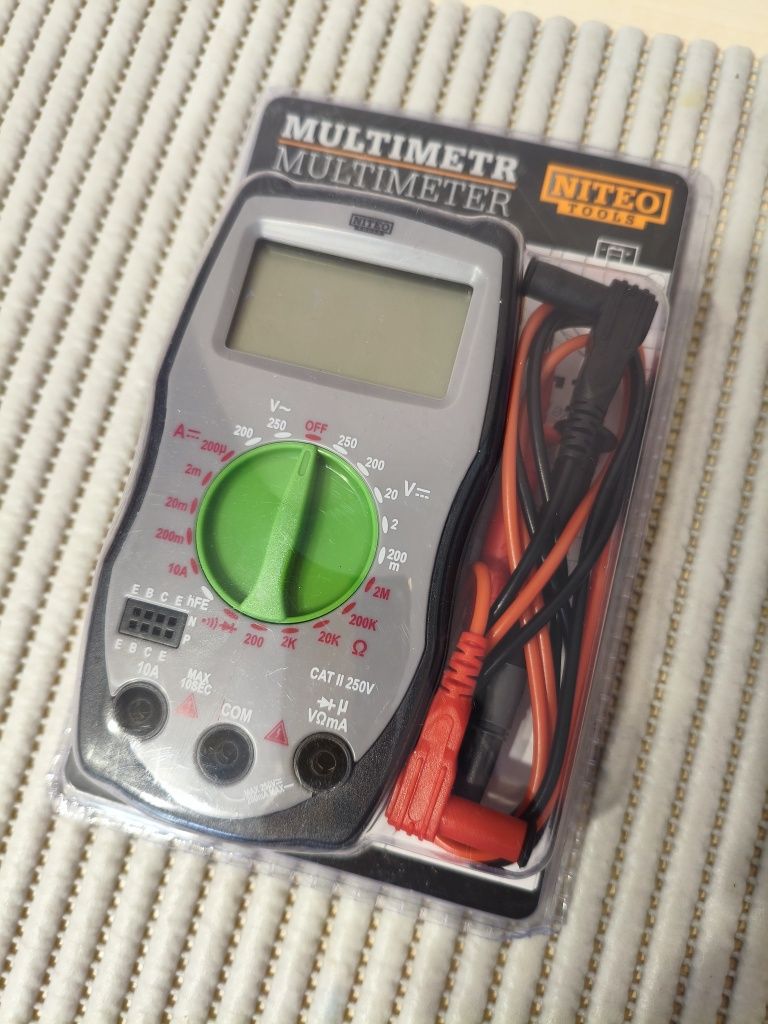 MULTIMETR
MULTIMETER
NITEO
TOOLS
NITEO
V~
OFF
250
200
250
200
20
2
200
m
V⎓
A⎓
200µ
2m
20m
200m
10A
hFE
2M
200K
20K
2K
200
Ω
E B C E
N
P
E B C E
10A
MAX
10SEC
COM
CAT II 250V
µ
VΩmA